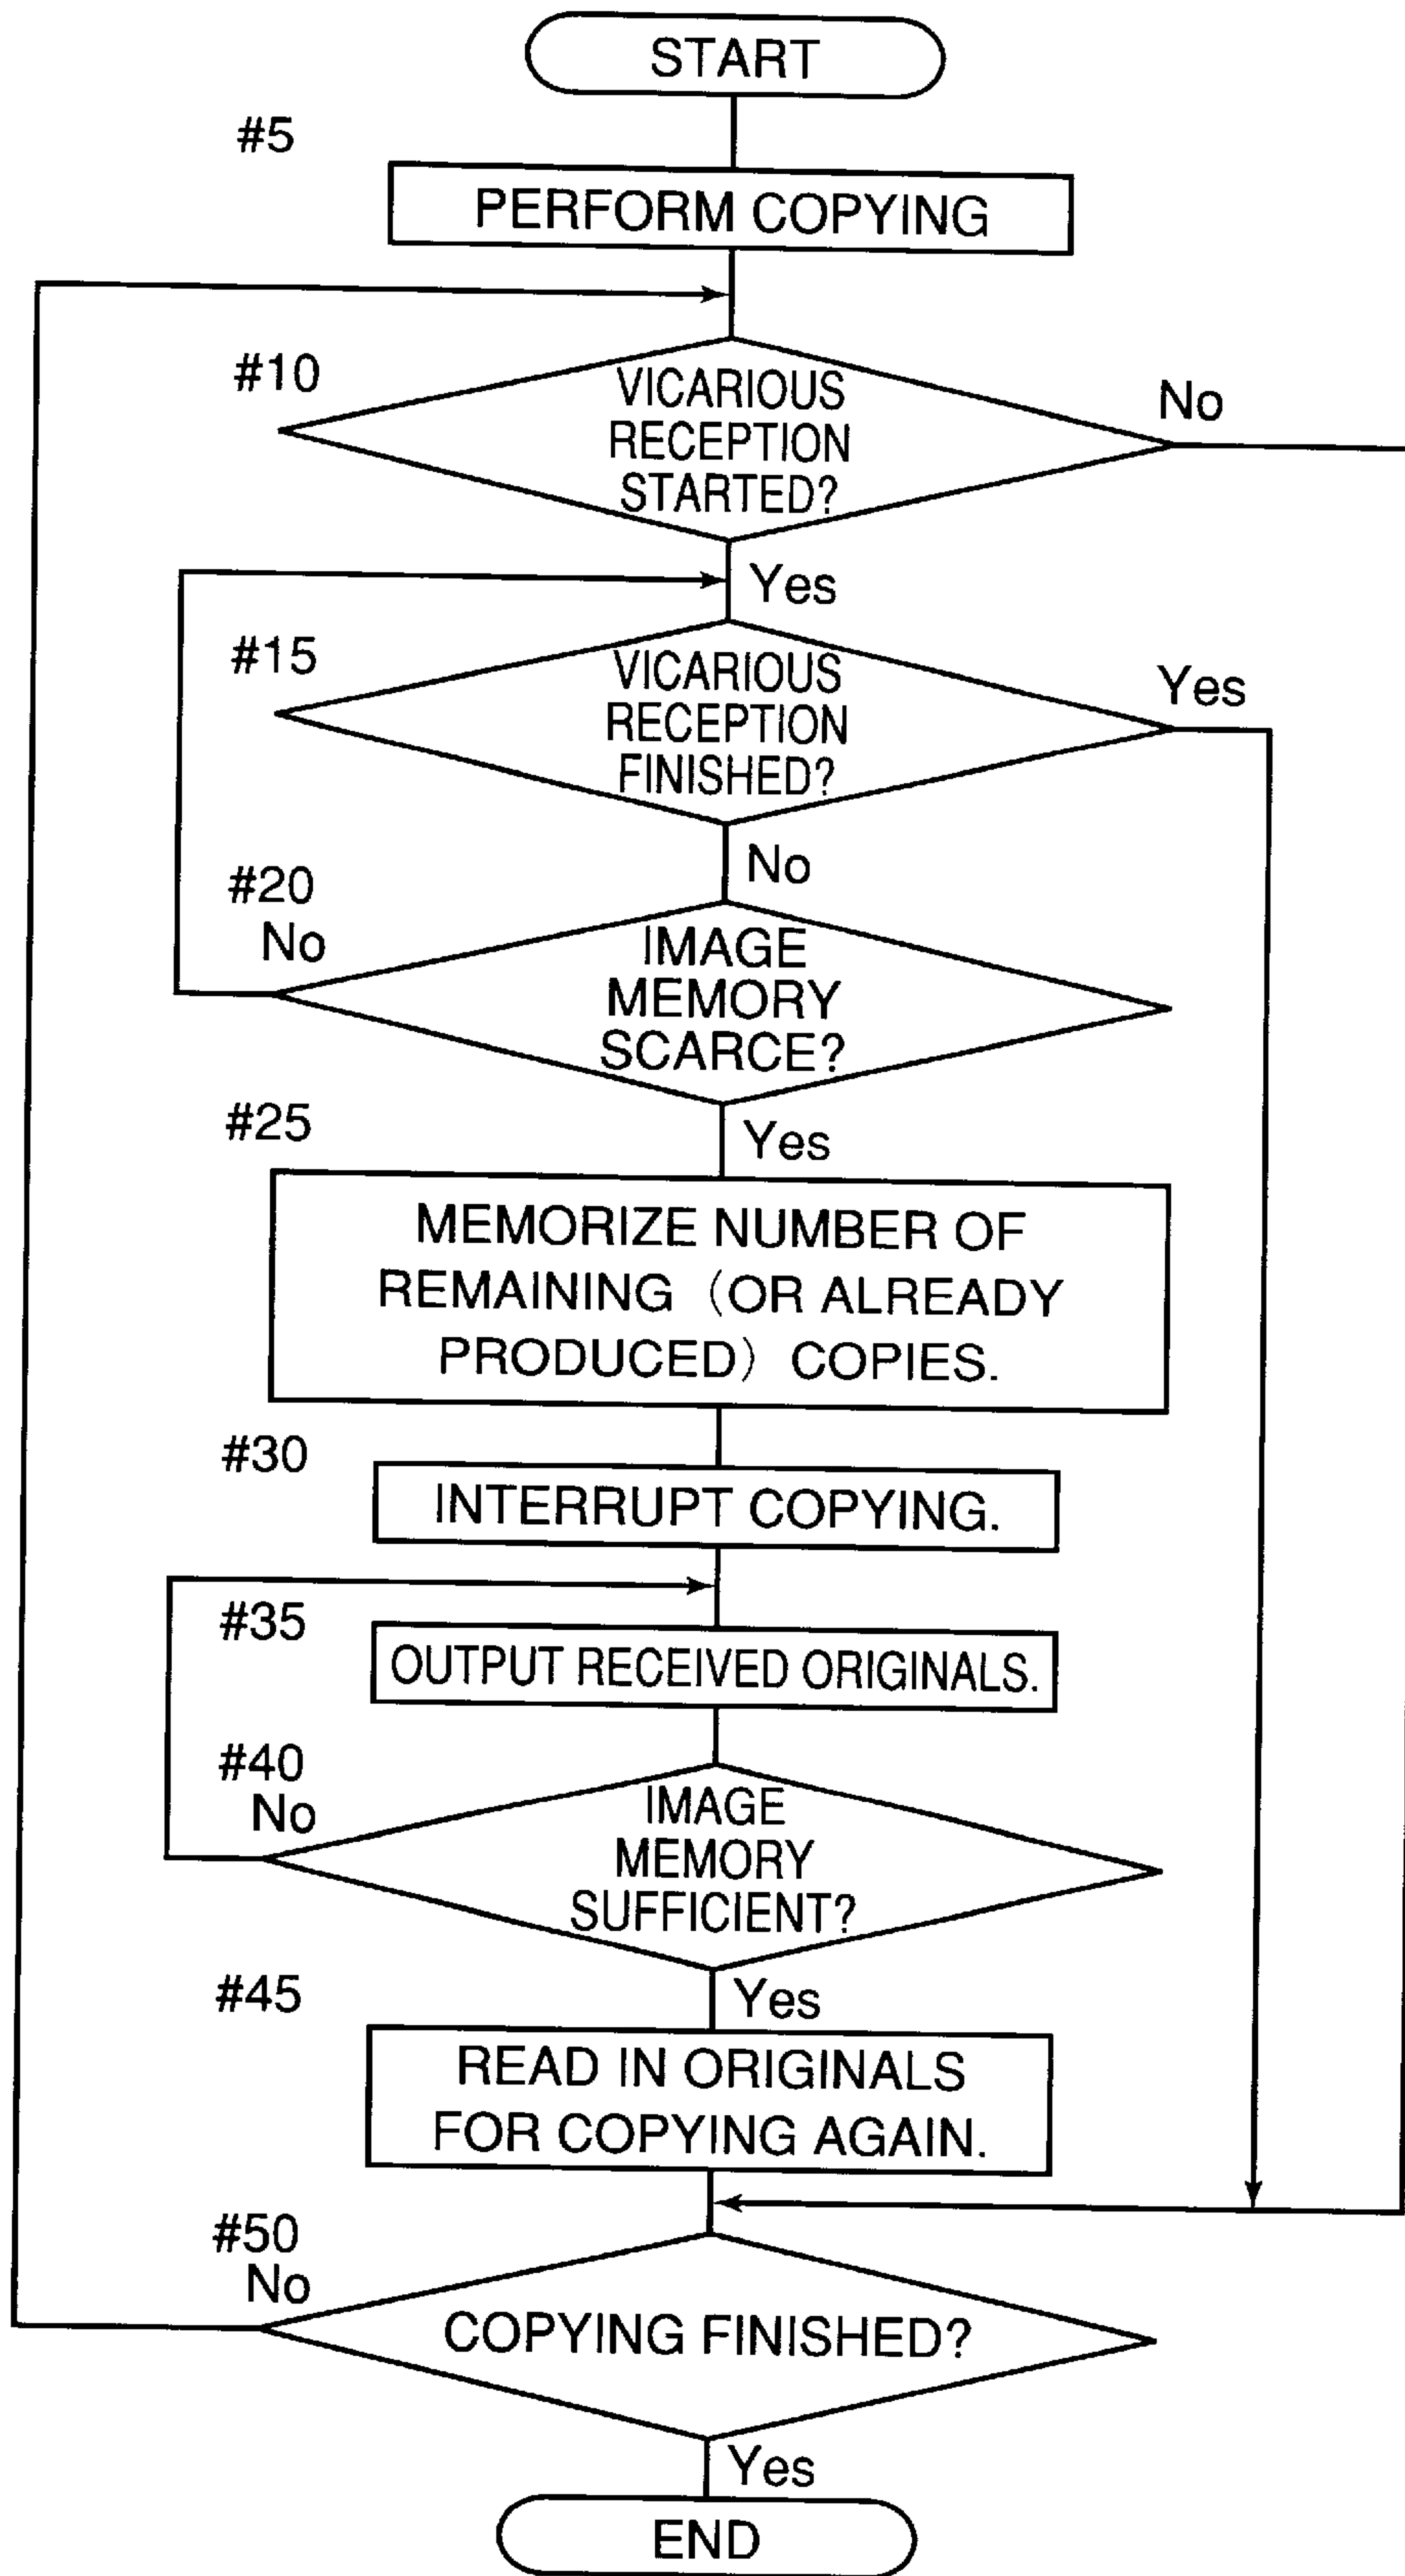 START
#5
PERFORM COPYING
#10
VICARIOUS
RECEPTION
STARTED?
No
Yes
#15
VICARIOUS
RECEPTION
FINISHED?
Yes
No
#20
No
IMAGE
MEMORY
SCARCE?
#25
Yes
MEMORIZE NUMBER OF
REMAINING (OR ALREADY
PRODUCED) COPIES.
#30
INTERRUPT COPYING.
#35
OUTPUT RECEIVED ORIGINALS.
#40
No
IMAGE
MEMORY
SUFFICIENT?
#45
Yes
READ IN ORIGINALS
FOR COPYING AGAIN.
#50
No
COPYING FINISHED?
Yes
END